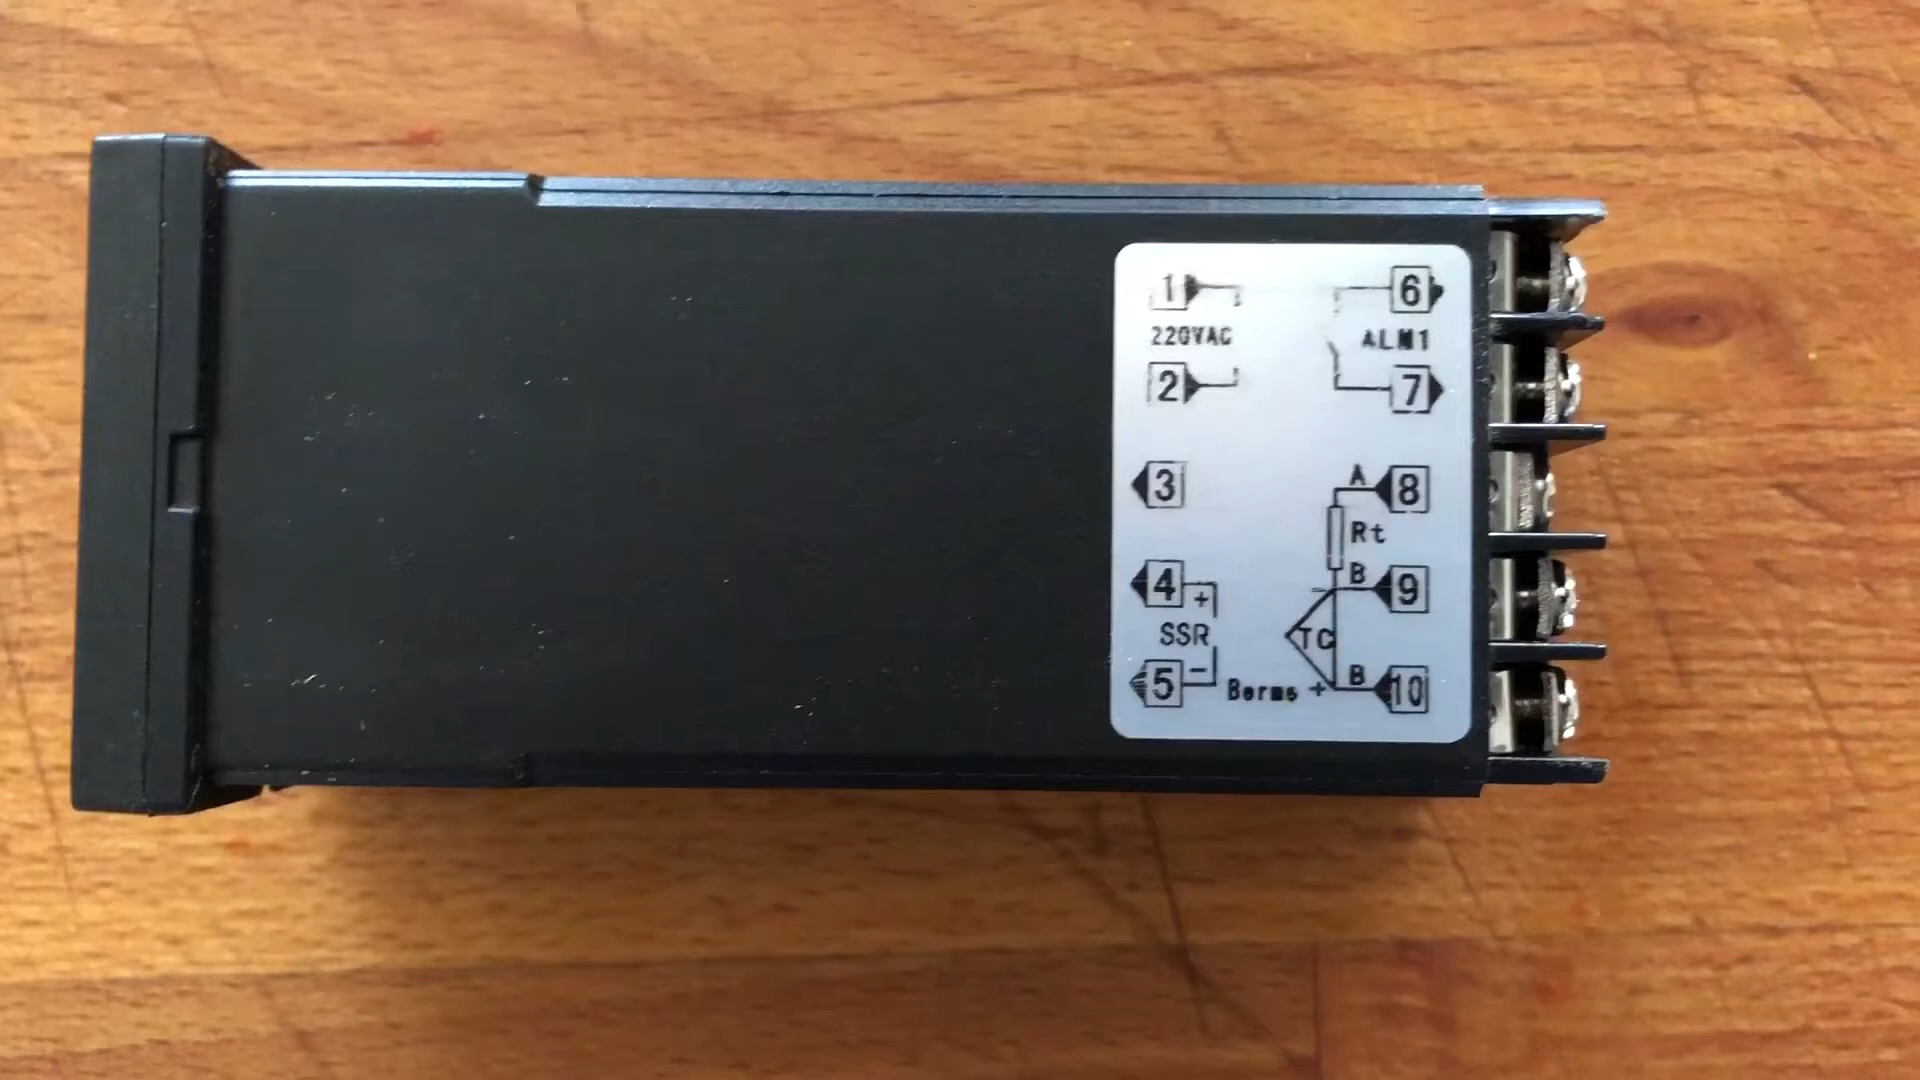 1 6
220VAC ALM1
2 7
3 A 8
Rt
4 + - B 9
SSR TC
5 - Berme + B 10